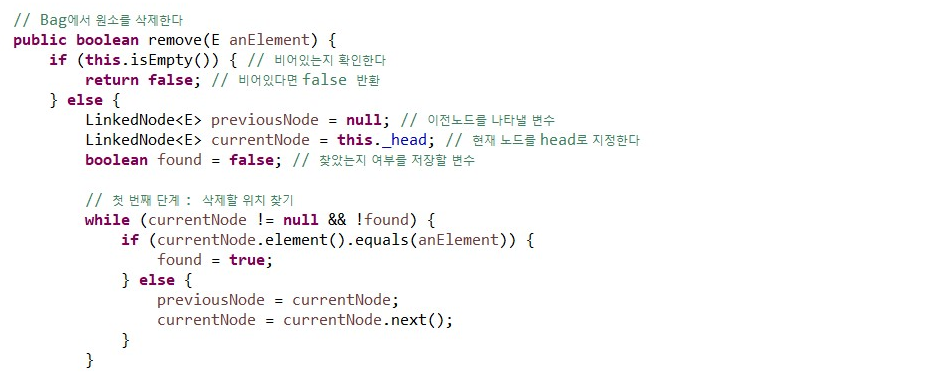 // Bag에서 원소를 삭제한다
public boolean remove(E anElement) {
if (this.isEmpty()) { // 비어있는지 확인한다
return false; // 비어있다면 false 반환
} else {
LinkedNode<E> previousNode = null; // 이전노드를 나타낼 변수
LinkedNode<E> currentNode = this._head; // 현재 노드를 head로 지정한다
boolean found = false; // 찾았는지 여부를 저장할 변수
// 첫 번째 단계 : 삭제할 위치 찾기
while (currentNode != null && !found) {
if (currentNode.element().equals(anElement)) {
found = true;
} else {
previousNode = currentNode;
currentNode = currentNode.next();
}
}